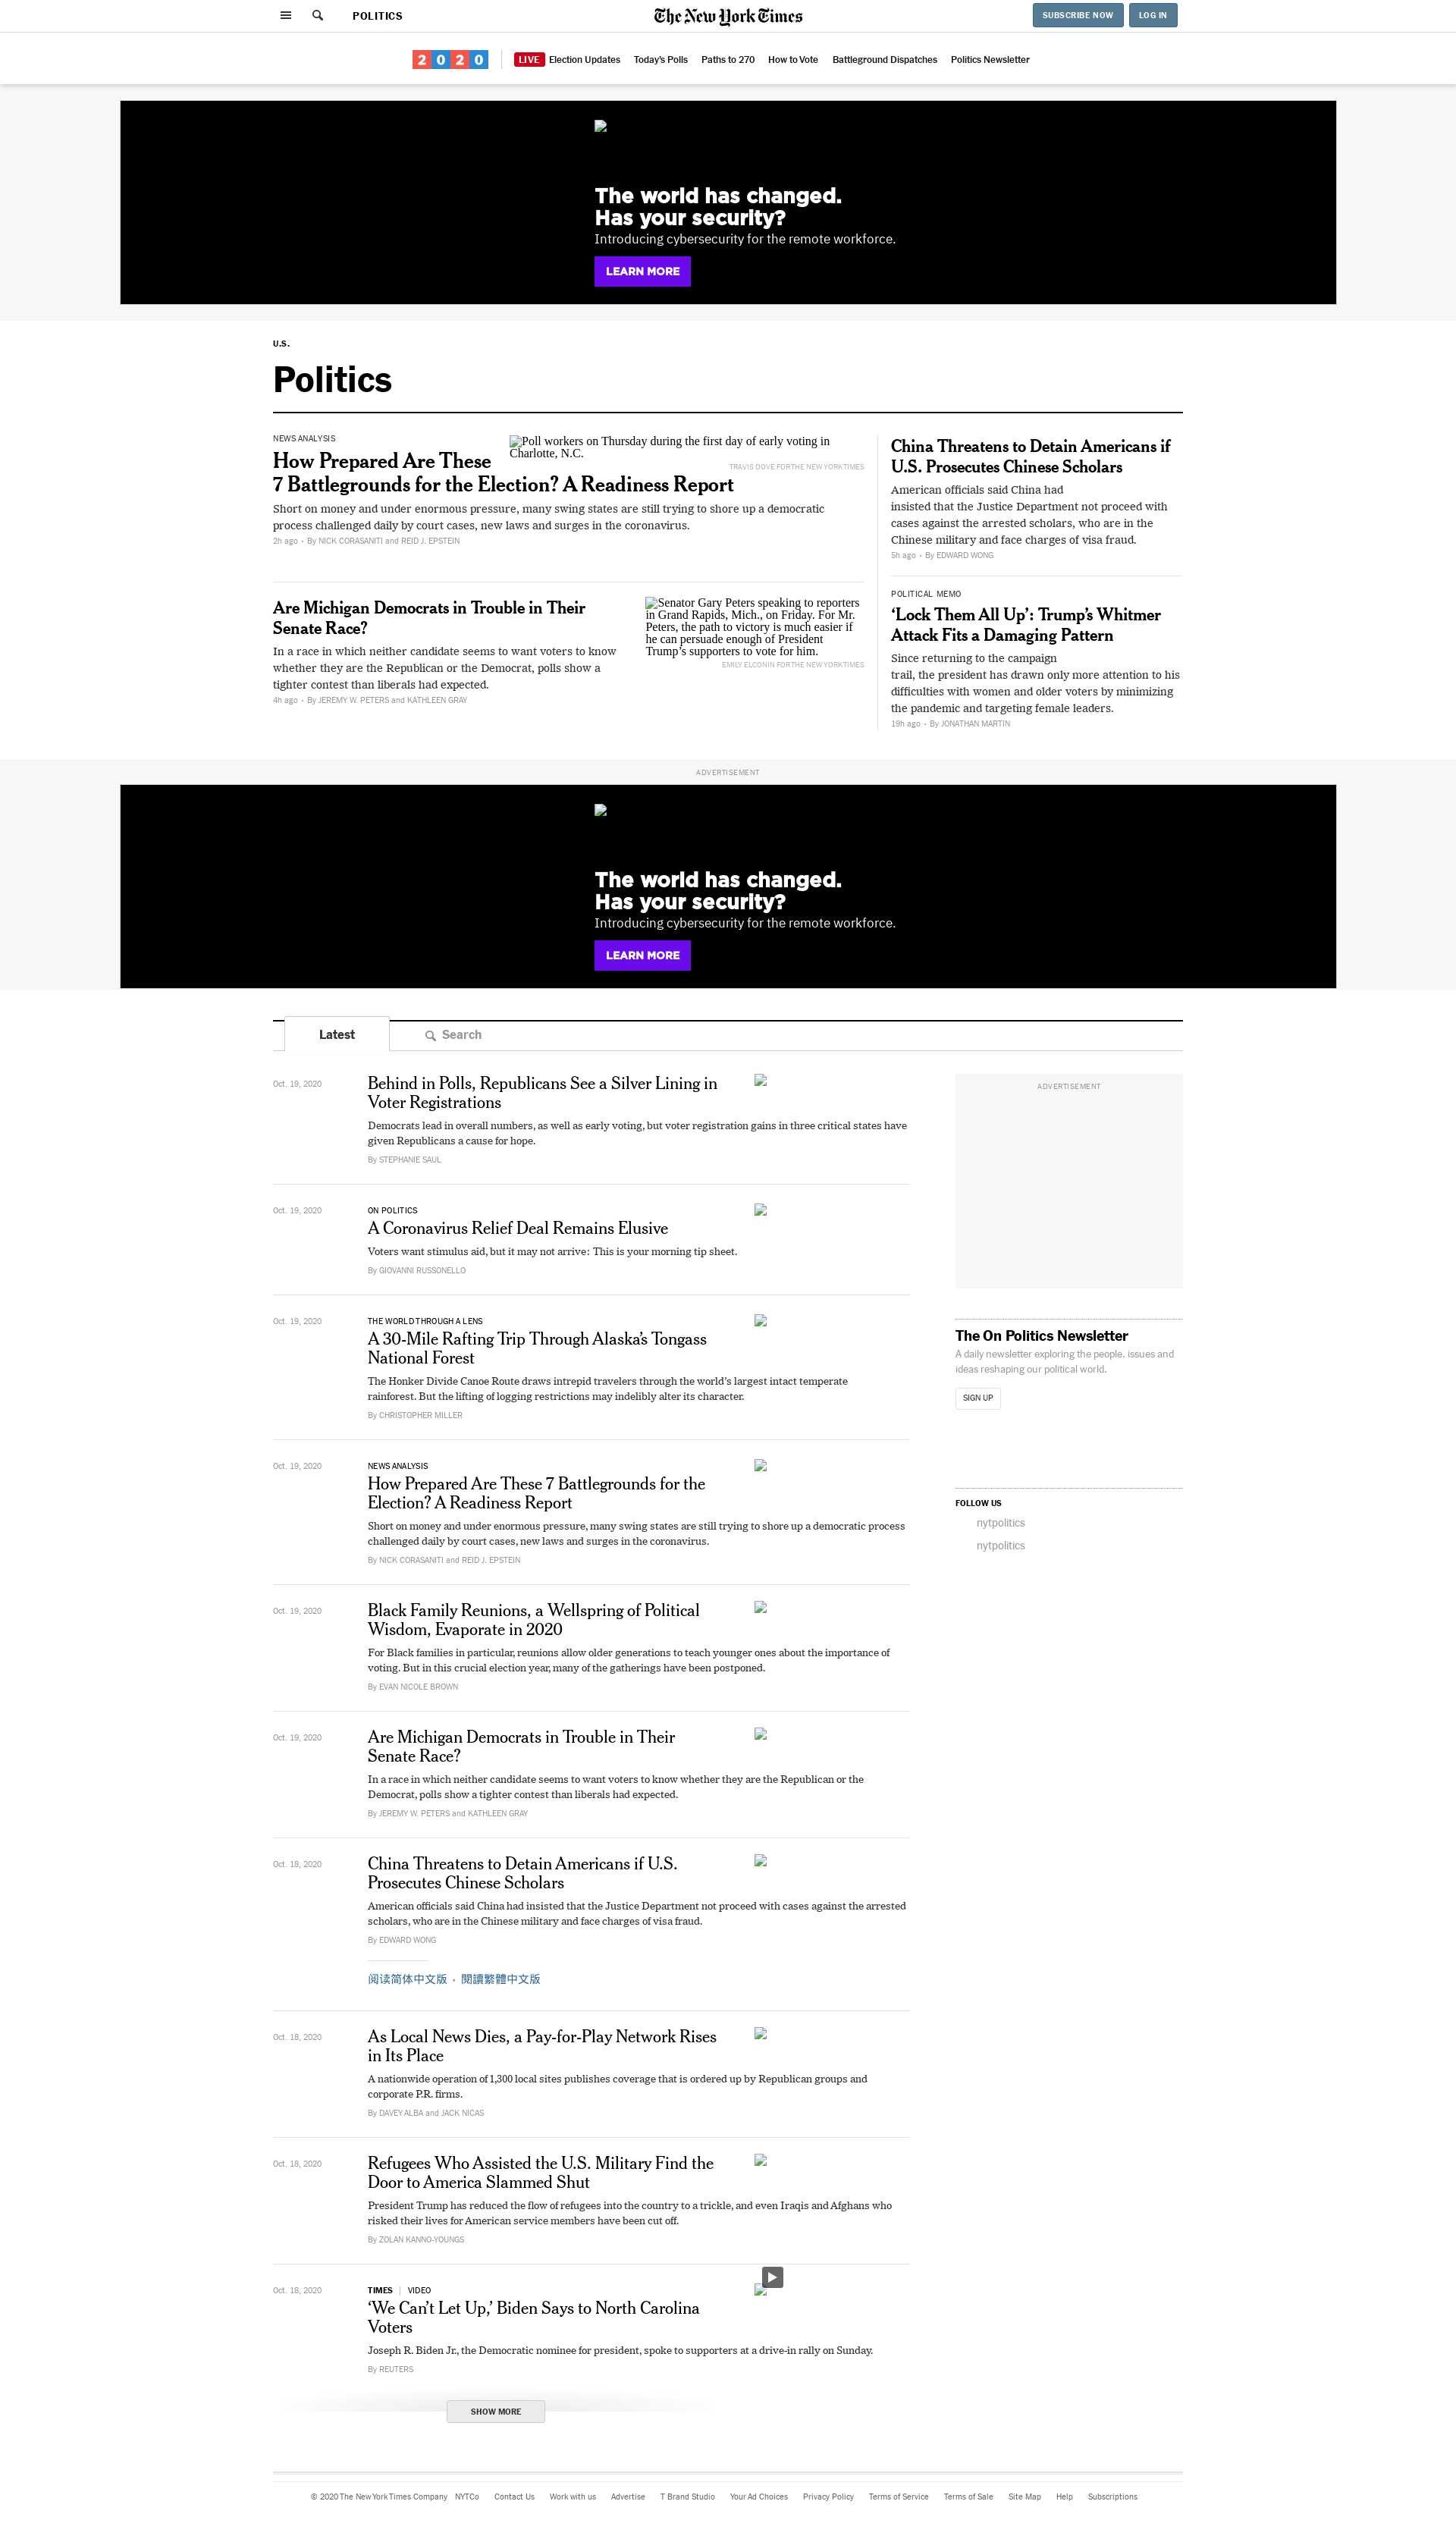 POLITICS
The New York Times
SUBSCRIBE NOW
LOG IN
2020
LIVE Election Updates
Today's Polls
Paths to 270
How to Vote
Battleground Dispatches
Politics Newsletter
The world has changed.
Has your security?
Introducing cybersecurity for the remote workforce.
LEARN MORE
U.S.
Politics
NEWS ANALYSIS
How Prepared Are These
7 Battlegrounds for the Election? A Readiness Report
Poll workers on Thursday during the first day of early voting in
Charlotte, N.C.
TRAVIS DOVE FOR THE NEW YORK TIMES
Short on money and under enormous pressure, many swing states are still trying to shore up a democratic
process challenged daily by court cases, new laws and surges in the coronavirus.
2h ago • By NICK CORASANITI and REID J. EPSTEIN
Are Michigan Democrats in Trouble in Their
Senate Race?
In a race in which neither candidate seems to want voters to know
whether they are the Republican or the Democrat, polls show a
tighter contest than liberals had expected.
4h ago • By JEREMY W. PETERS and KATHLEEN GRAY
Senator Gary Peters speaking to reporters
in Grand Rapids, Mich., on Friday. For Mr.
Peters, the path to victory is much easier if
he can persuade enough of President
Trump's supporters to vote for him.
EMILY ELCONIN FOR THE NEW YORK TIMES
China Threatens to Detain Americans if
U.S. Prosecutes Chinese Scholars
American officials said China had
insisted that the Justice Department not proceed with
cases against the arrested scholars, who are in the
Chinese military and face charges of visa fraud.
5h ago • By EDWARD WONG
POLITICAL MEMO
‘Lock Them All Up’: Trump’s Whitmer
Attack Fits a Damaging Pattern
Since returning to the campaign
trail, the president has drawn only more attention to his
difficulties with women and older voters by minimizing
the pandemic and targeting female leaders.
19h ago • By JONATHAN MARTIN
ADVERTISEMENT
The world has changed.
Has your security?
Introducing cybersecurity for the remote workforce.
LEARN MORE
Latest
Search
Oct. 19, 2020
Behind in Polls, Republicans See a Silver Lining in
Voter Registrations
Democrats lead in overall numbers, as well as early voting, but voter registration gains in three critical states have
given Republicans a cause for hope.
By STEPHANIE SAUL
Oct. 19, 2020
ON POLITICS
A Coronavirus Relief Deal Remains Elusive
Voters want stimulus aid, but it may not arrive: This is your morning tip sheet.
By GIOVANNI RUSSONELLO
Oct. 19, 2020
THE WORLD THROUGH A LENS
A 30-Mile Rafting Trip Through Alaska’s Tongass
National Forest
The Honker Divide Canoe Route draws intrepid travelers through the world’s largest intact temperate
rainforest. But the lifting of logging restrictions may indelibly alter its character.
By CHRISTOPHER MILLER
Oct. 19, 2020
NEWS ANALYSIS
How Prepared Are These 7 Battlegrounds for the
Election? A Readiness Report
Short on money and under enormous pressure, many swing states are still trying to shore up a democratic process
challenged daily by court cases, new laws and surges in the coronavirus.
By NICK CORASANITI and REID J. EPSTEIN
Oct. 19, 2020
Black Family Reunions, a Wellspring of Political
Wisdom, Evaporate in 2020
For Black families in particular, reunions allow older generations to teach younger ones about the importance of
voting. But in this crucial election year, many of the gatherings have been postponed.
By EVAN NICOLE BROWN
Oct. 19, 2020
Are Michigan Democrats in Trouble in Their
Senate Race?
In a race in which neither candidate seems to want voters to know whether they are the Republican or the
Democrat, polls show a tighter contest than liberals had expected.
By JEREMY W. PETERS and KATHLEEN GRAY
Oct. 18, 2020
China Threatens to Detain Americans if U.S.
Prosecutes Chinese Scholars
American officials said China had insisted that the Justice Department not proceed with cases against the arrested
scholars, who are in the Chinese military and face charges of visa fraud.
By EDWARD WONG
阅读简体中文版 • 閱讀繁體中文版
Oct. 18, 2020
As Local News Dies, a Pay-for-Play Network Rises
in Its Place
A nationwide operation of 1,300 local sites publishes coverage that is ordered up by Republican groups and
corporate P.R. firms.
By DAVEY ALBA and JACK NICAS
Oct. 18, 2020
Refugees Who Assisted the U.S. Military Find the
Door to America Slammed Shut
President Trump has reduced the flow of refugees into the country to a trickle, and even Iraqis and Afghans who
risked their lives for American service members have been cut off.
By ZOLAN KANNO-YOUNGS
Oct. 18, 2020
TIMES | VIDEO
‘We Can’t Let Up,’ Biden Says to North Carolina
Voters
Joseph R. Biden Jr., the Democratic nominee for president, spoke to supporters at a drive-in rally on Sunday.
By REUTERS
SHOW MORE
ADVERTISEMENT
The On Politics Newsletter
A daily newsletter exploring the people, issues and
ideas reshaping our political world.
SIGN UP
FOLLOW US
nytpolitics
nytpolitics
© 2020 The New York Times Company
NYTCo
Contact Us
Work with us
Advertise
T Brand Studio
Your Ad Choices
Privacy Policy
Terms of Service
Terms of Sale
Site Map
Help
Subscriptions